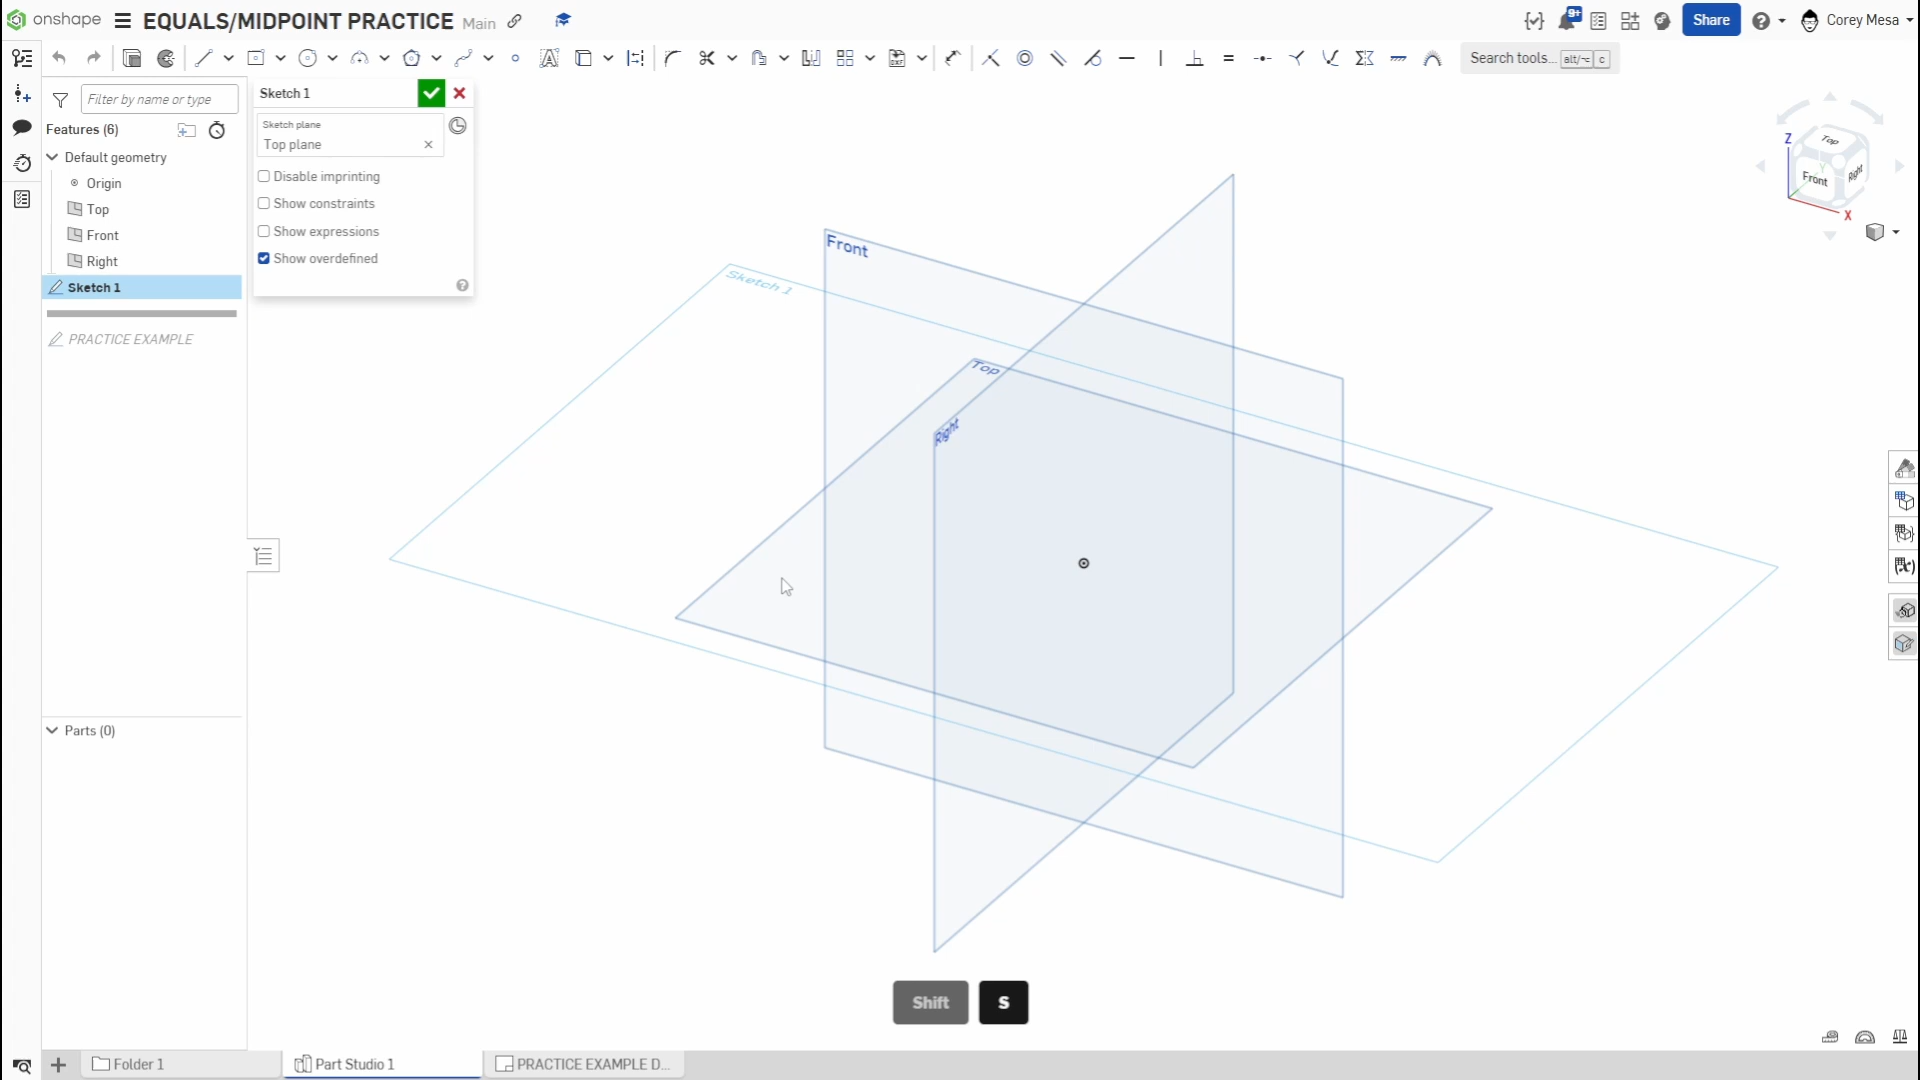 onshape
EQUALS/MIDPOINT PRACTICE Main
9+
Share
Corey Mesa
Search tools... alt/⌥ c
Filter by name or type
Features (6)
Default geometry
Origin
Top
Front
Right
Sketch 1
PRACTICE EXAMPLE
Parts (0)
Sketch 1
Sketch plane
Top plane
Disable imprinting
Show constraints
Show expressions
Show overdefined
Front
Sketch 1
Top
Right
Z
Top
Front
Right
Y
X
Shift S
Folder 1
Part Studio 1
PRACTICE EXAMPLE D...